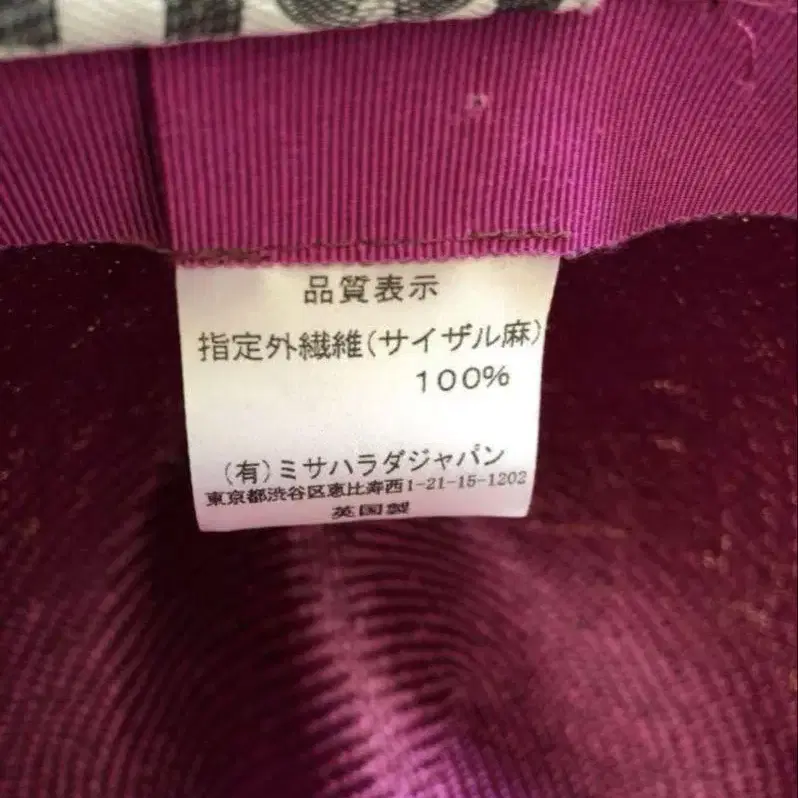 品質表示
指定外繊維(サイザル麻)
100%
(有)ミサハラダジャパン
東京都渋谷区恵比寿西1-21-15-1202
英国製